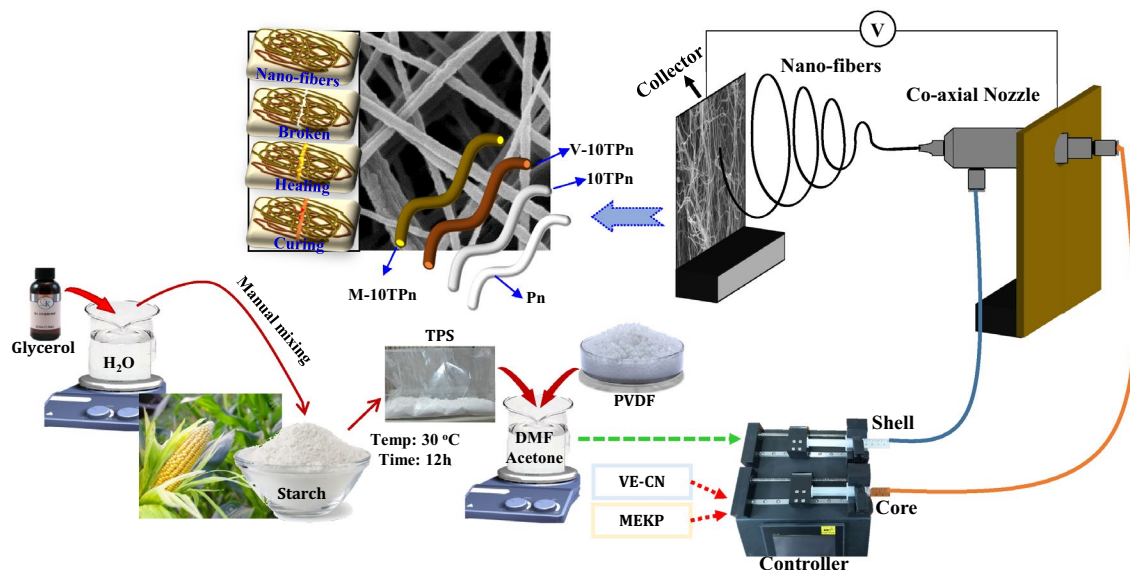 V
Nano-fibers
Collector
Co-axial Nozzle
Nano-fibers
Broken
Healing
Curing
V-10TPn
10TPn
M-10TPn
Pn
Glycerol
H₂O
Manual mixing
Starch
TPS
Temp: 30 °C
Time: 12h
PVDF
DMF
Acetone
VE-CN
MEKP
Shell
Core
Controller